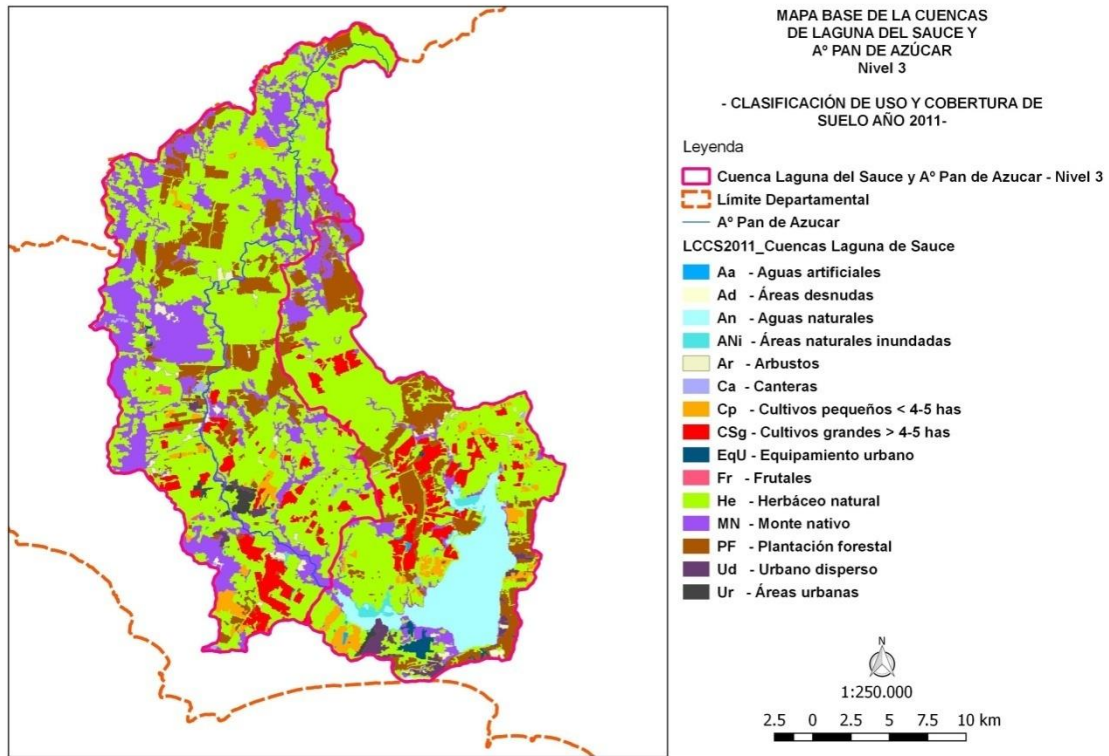 MAPA BASE DE LA CUENCAS
DE LAGUNA DEL SAUCE Y
Aº PAN DE AZÚCAR
Nivel 3
- CLASIFICACIÓN DE USO Y COBERTURA DE
SUELO AÑO 2011-
Leyenda
Cuenca Laguna del Sauce y Aº Pan de Azucar - Nivel 3
Límite Departamental
Aº Pan de Azucar
LCCS2011_Cuencas Laguna de Sauce
Aa - Aguas artificiales
Ad - Áreas desnudas
An - Aguas naturales
ANi - Áreas naturales inundadas
Ar - Arbustos
Ca - Canteras
Cp - Cultivos pequeños < 4-5 has
CSg - Cultivos grandes > 4-5 has
EqU - Equipamiento urbano
Fr - Frutales
He - Herbáceo natural
MN - Monte nativo
PF - Plantación forestal
Ud - Urbano disperso
Ur - Áreas urbanas
N
1:250.000
2.5 0 2.5 5 7.5 10 km